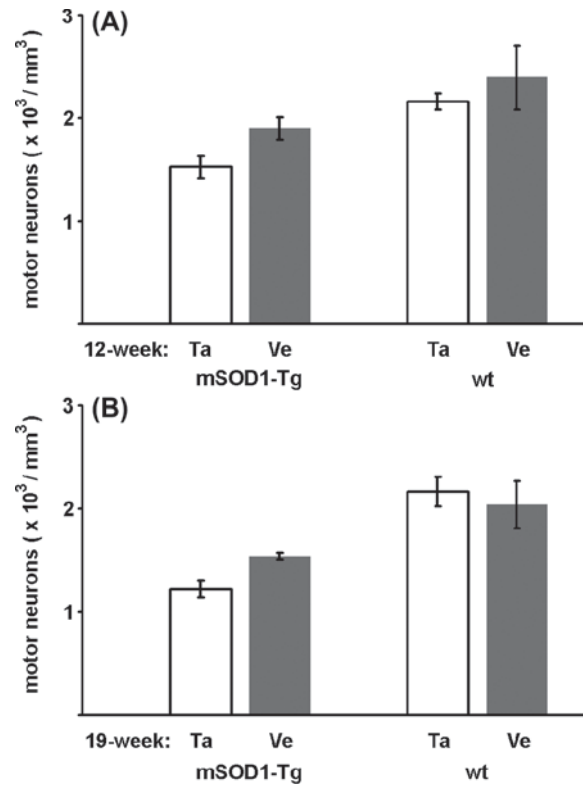 (A)
motor neurons ( x 10³ / mm³)
3
2
1
12-week: Ta Ve Ta Ve
mSOD1-Tg wt
(B)
motor neurons ( x 10³ / mm³)
3
2
1
19-week: Ta Ve Ta Ve
mSOD1-Tg wt